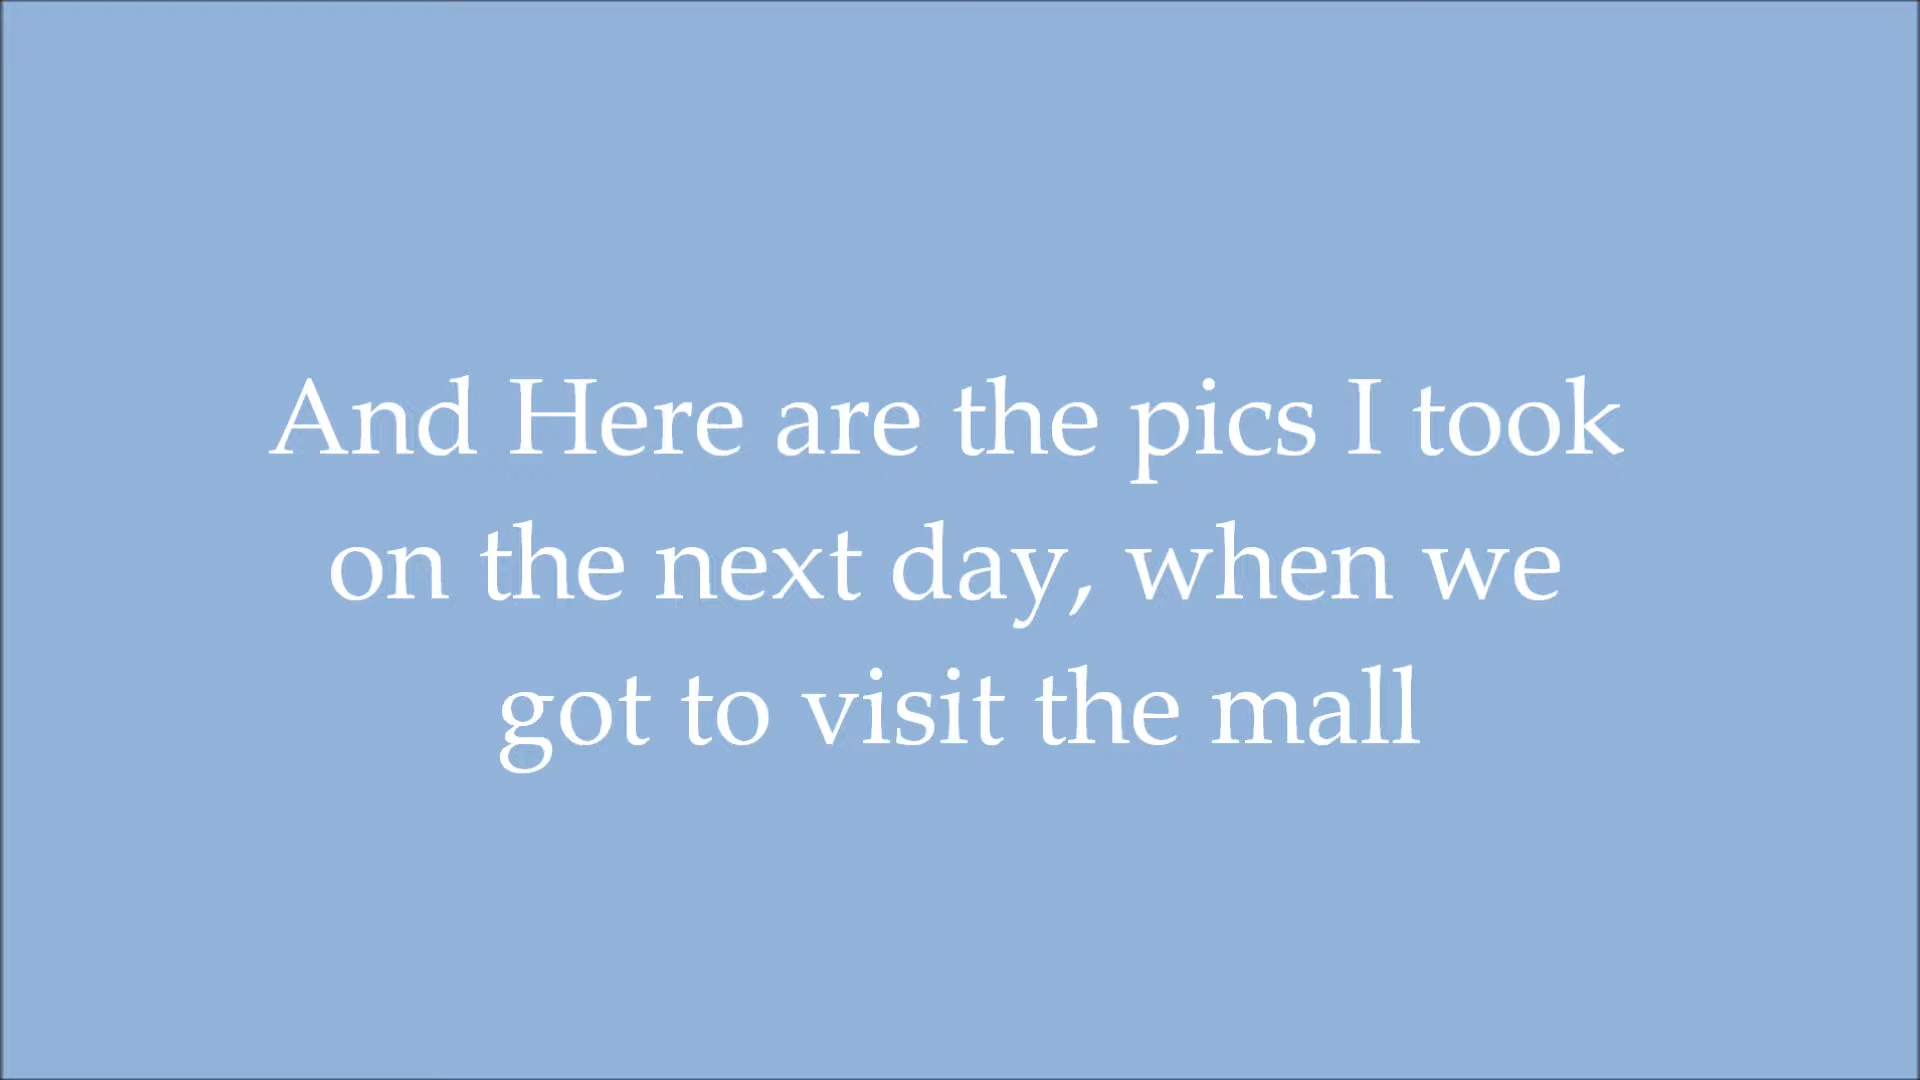 And Here are the pics I took
on the next day, when we
got to visit the mall